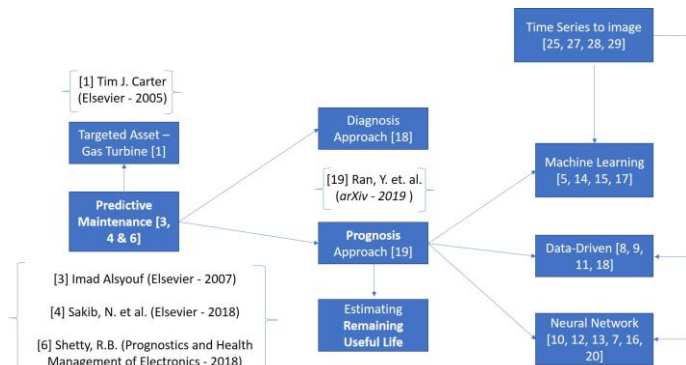 Time Series to image
[25, 27, 28, 29]
[1] Tim J. Carter
(Elsevier - 2005)
Targeted Asset –
Gas Turbine [1]
Diagnosis
Approach [18]
Machine Learning
[5, 14, 15, 17]
[19] Ran, Y. et. al.
(arXiv - 2019 )
Predictive
Maintenance [3,
4 & 6]
Prognosis
Approach [19]
Data-Driven [8, 9,
11, 18]
[3] Imad Alsyouf (Elsevier - 2007)
[4] Sakib, N. et al. (Elsevier - 2018)
[6] Shetty, R.B. (Prognostics and Health
Management of Electronics - 2018)
Estimating
Remaining
Useful Life
Neural Network
[10, 12, 13, 7, 16,
20]